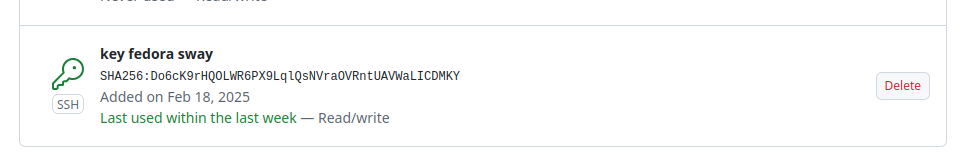 key fedora sway
SHA256:Do6cK9rHQOLWR6PX9LqlQsNVraOVRntUAVWaLICDMKY
SSH
Added on Feb 18, 2025
Delete
Last used within the last week — Read/write